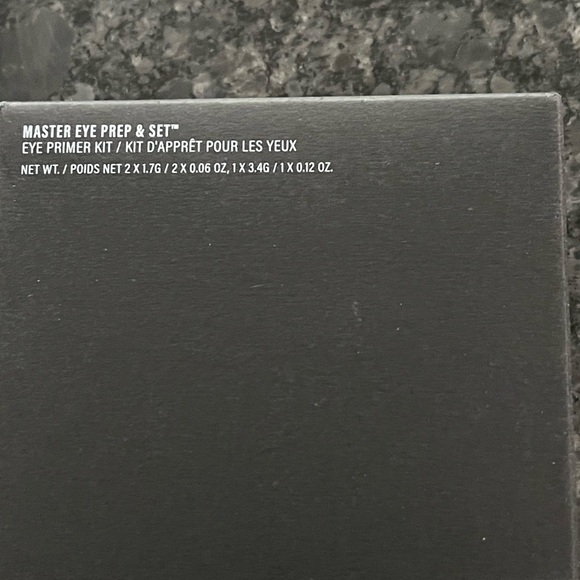 MASTER EYE PREP & SET™
EYE PRIMER KIT / KIT D'APPRÊT POUR LES YEUX
NET WT. / POIDS NET 2 X 1.7G / 2 X 0.06 OZ, 1 X 3.4G / 1 X 0.12 OZ.